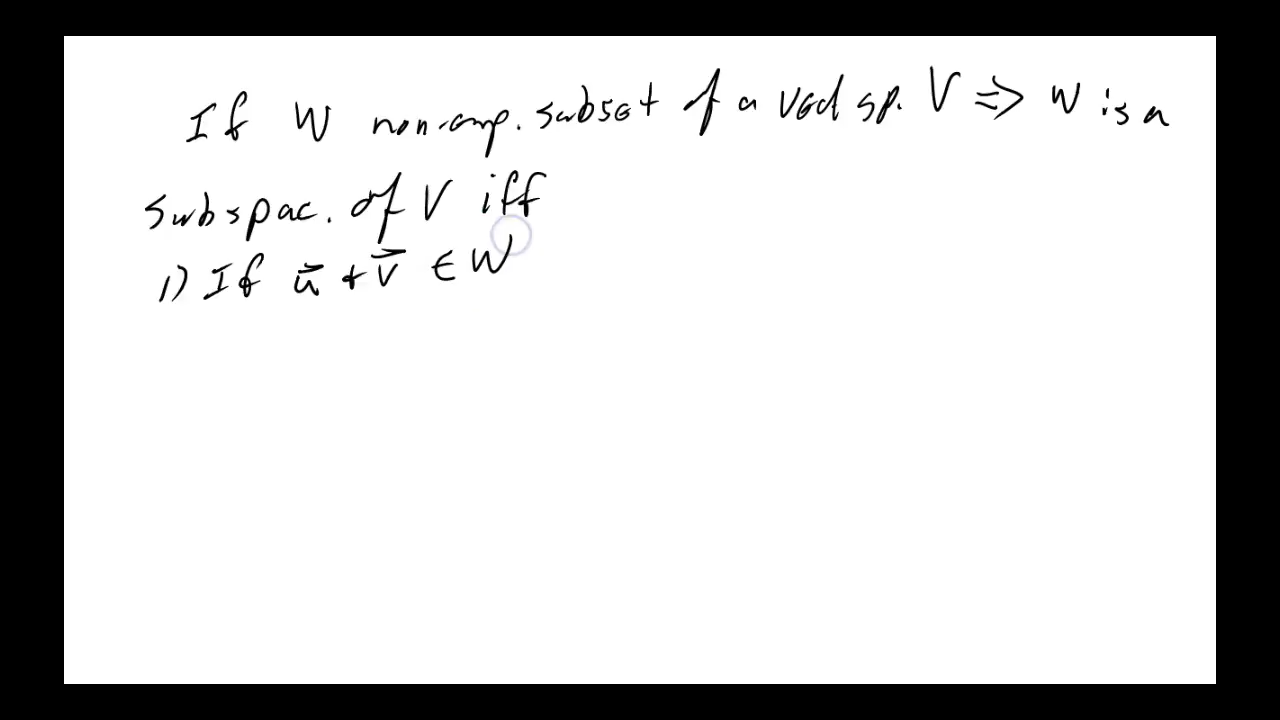 If W non-emp. subset of a vect sp. V ⇒ W is a
subspac. of V iff
1) If u⃗ + v⃗ ∈ W